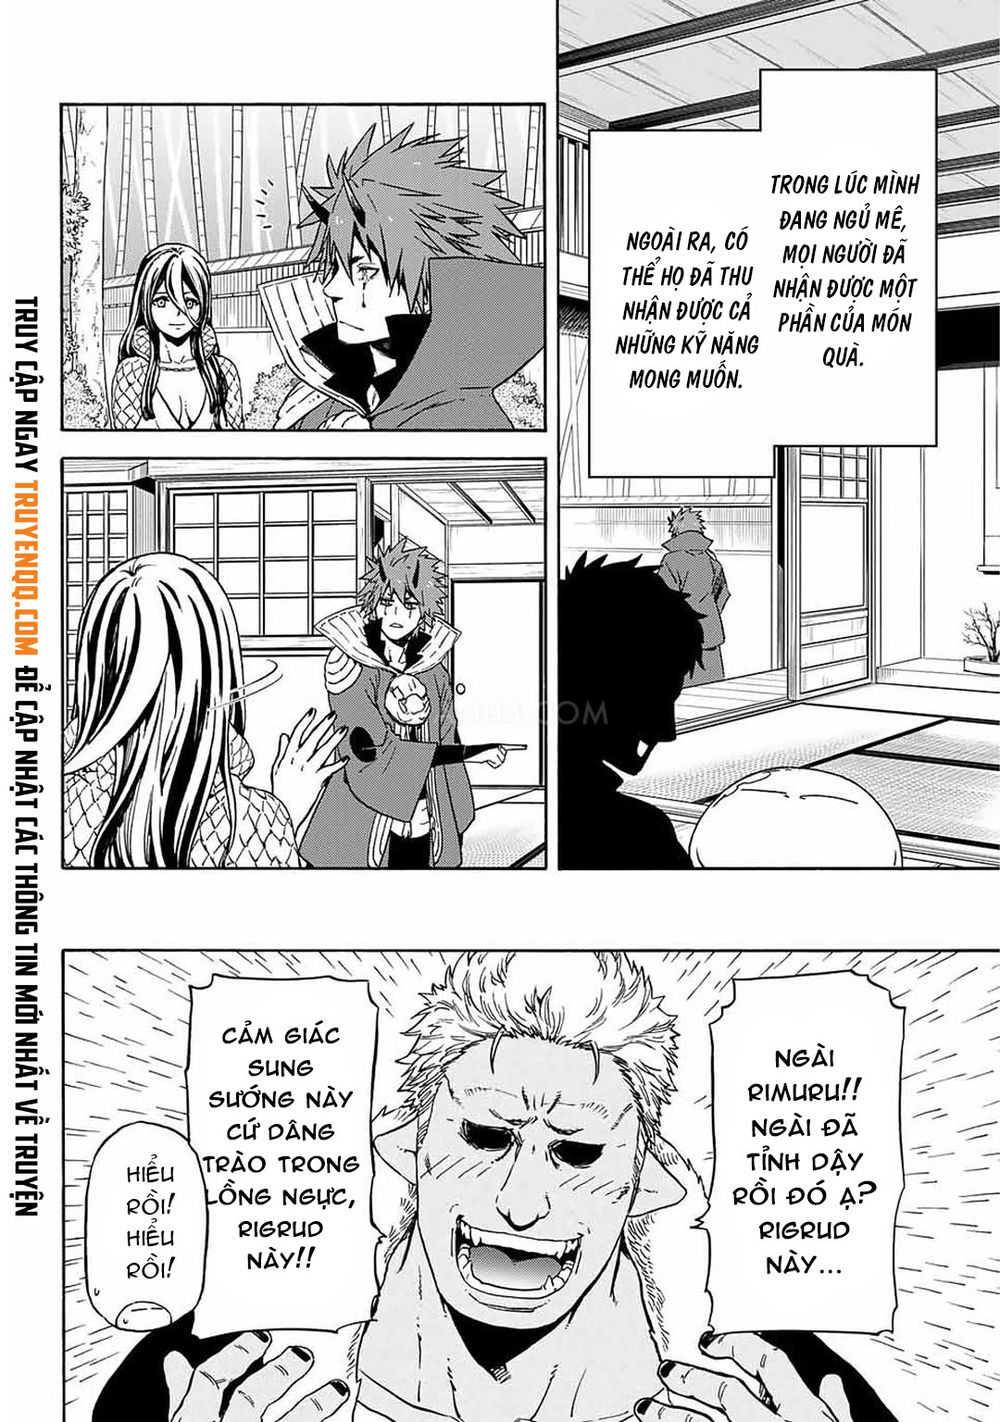 TRONG LÚC MÌNH
ĐANG NGỦ MÊ,
MỌI NGƯỜI ĐÃ
NHẬN ĐƯỢC MỘT
PHẦN CỦA MÓN
QUÀ.
NGOÀI RA, CÓ
THỂ HỌ ĐÃ THU
NHẬN ĐƯỢC CẢ
NHỮNG KỸ NĂNG
MONG MUỐN.
NGÀI
RIMURU!!
NGÀI ĐÃ
TỈNH DẬY
RỒI ĐÓ Ạ?
RIGRUD
NÀY...
CẢM GIÁC
SUNG
SƯỚNG NÀY
CỨ DÂNG
TRÀO TRONG
LỒNG NGỰC,
RIGRUD
NÀY!!
HIỂU
RỒI!
HIỂU
RỒI!
TRUY CẬP NGAY TRUYENQQ.COM ĐỂ CẬP NHẬT CÁC THÔNG TIN MỚI NHẤT VỀ TRUYỆN